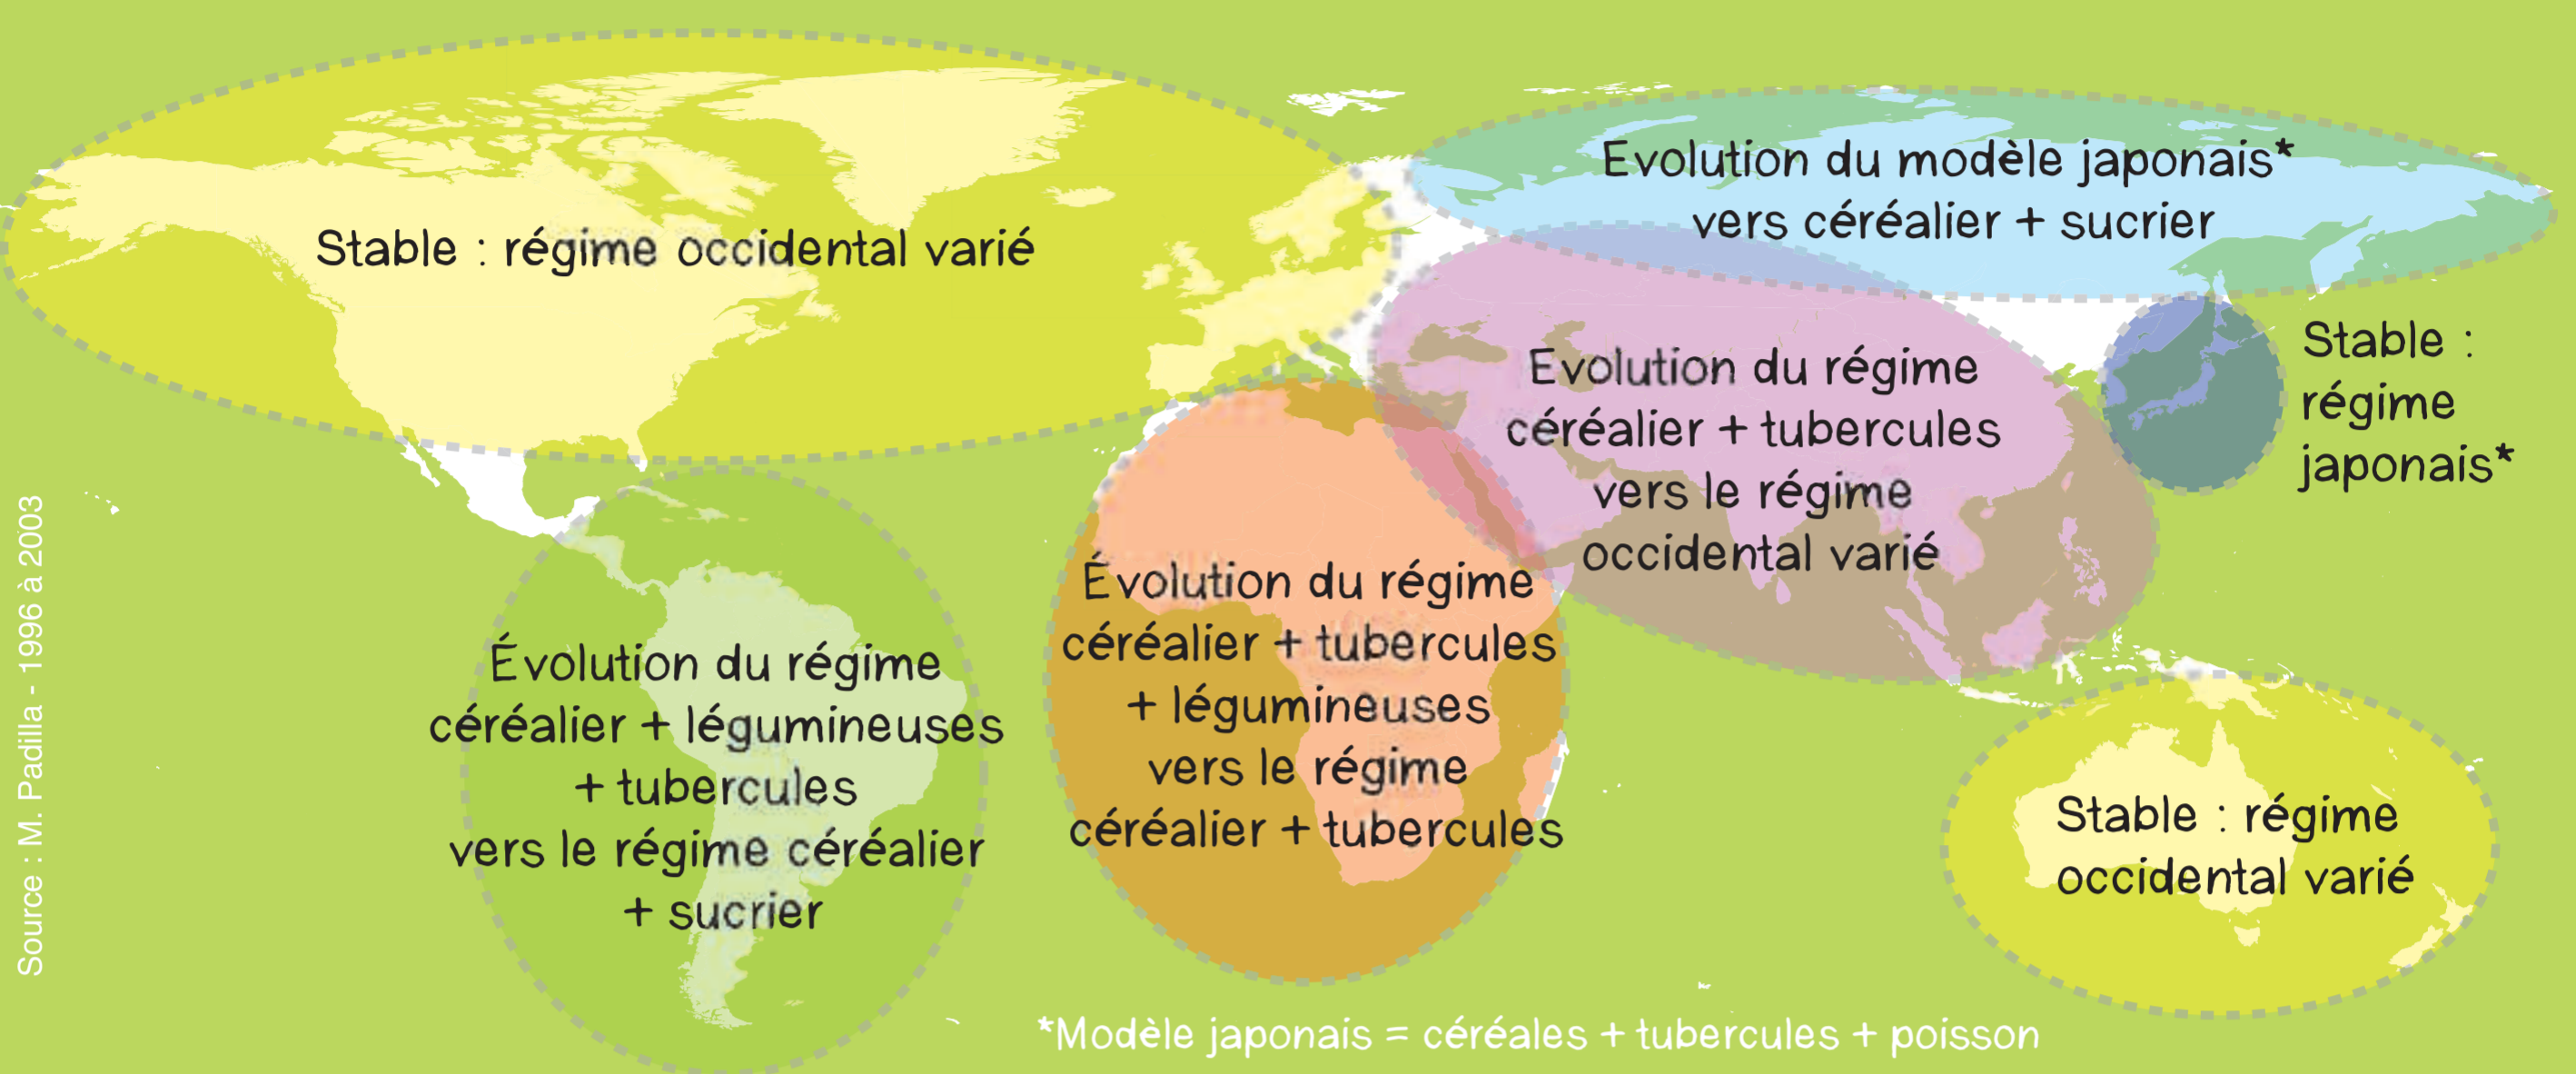 Stable : régime occidental varié
Evolution du modèle japonais*
vers céréalier + sucrier
Stable :
régime
japonais*
Evolution du régime
céréalier + tubercules
vers le régime
occidental varié
Évolution du régime
céréalier + légumineuses
+ tubercules
vers le régime céréalier
+ sucrier
Évolution du régime
céréalier + tubercules
+ légumineuses
vers le régime
céréalier + tubercules
Stable : régime
occidental varié
*Modèle japonais = céréales + tubercules + poisson
Source : M. Padilla - 1996 à 2003